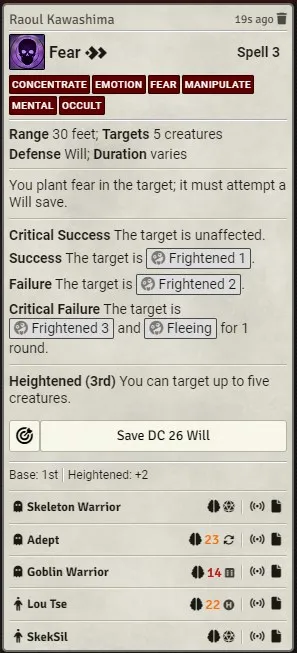 Raoul Kawashima 19s ago
Fear Spell 3
CONCENTRATE EMOTION FEAR MANIPULATE
MENTAL OCCULT
Range 30 feet; Targets 5 creatures
Defense Will; Duration varies
You plant fear in the target; it must attempt a
Will save.
Critical Success The target is unaffected.
Success The target is Frightened 1.
Failure The target is Frightened 2.
Critical Failure The target is
Frightened 3 and Fleeing for 1
round.
Heightened (3rd) You can target up to five
creatures.
Save DC 26 Will
Base: 1st Heightened: +2
Skeleton Warrior
Adept 23
Goblin Warrior 14
Lou Tse 22 H
SkekSil